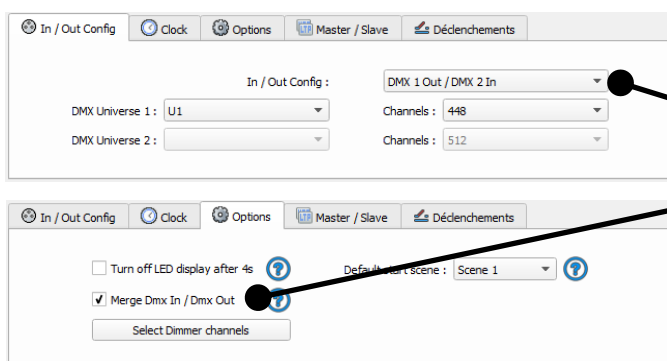 In / Out Config Clock Options Master / Slave Déclenchements
In / Out Config : DMX 1 Out / DMX 2 In
DMX Universe 1 : U1 Channels : 448
DMX Universe 2 : Channels : 512
In / Out Config Clock Options Master / Slave Déclenchements
Turn off LED display after 4s ? Default start scene : Scene 1 ?
Merge Dmx In / Dmx Out ?
Select Dimmer channels